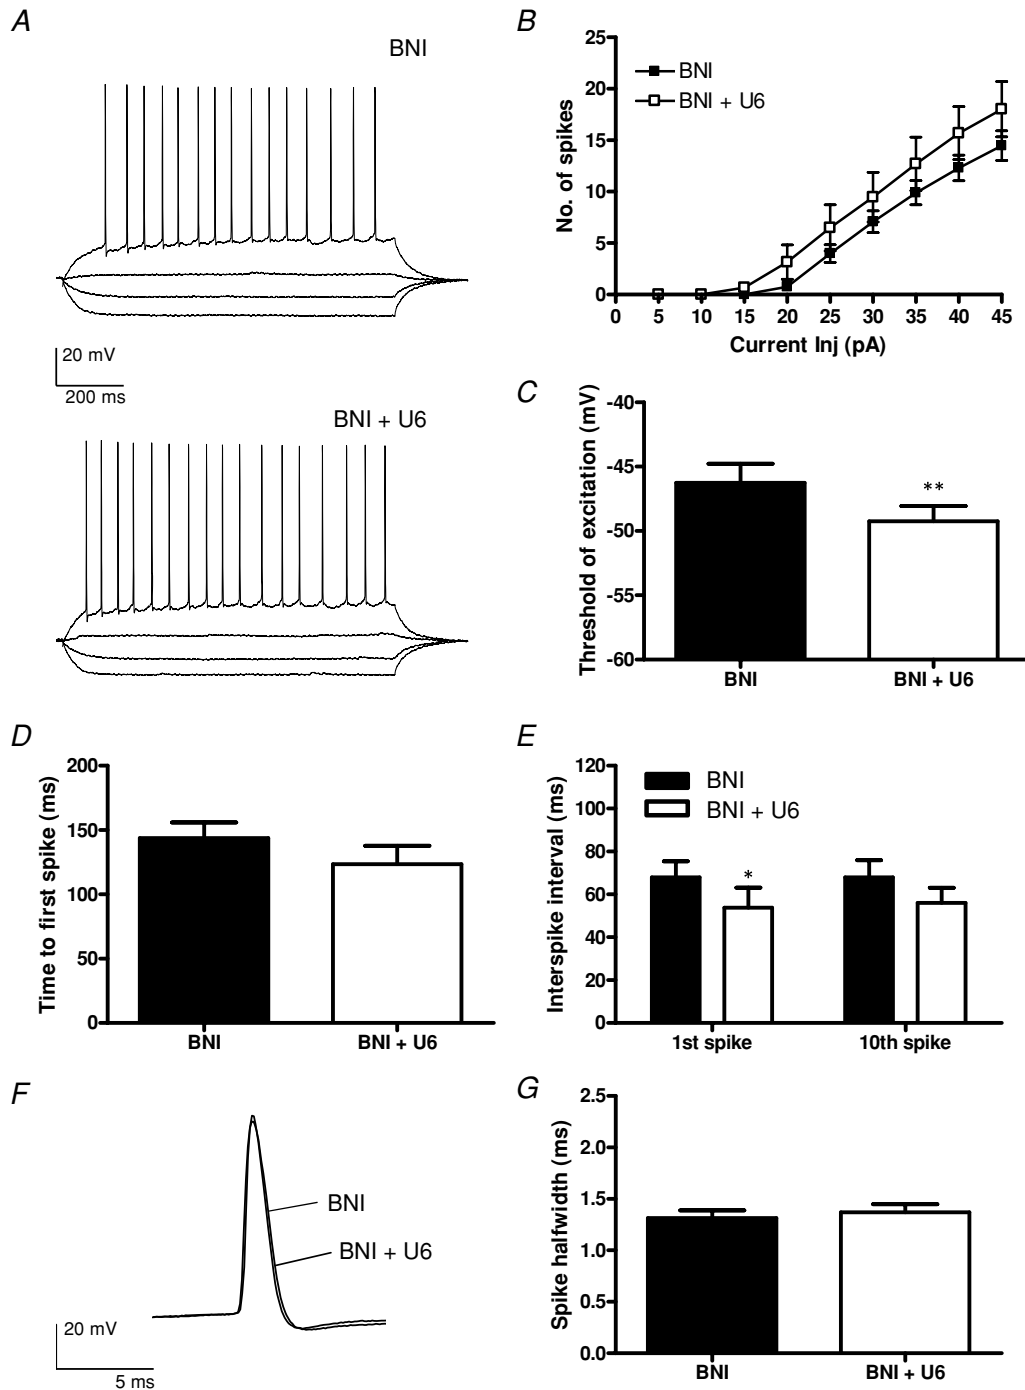 A
BNI
20 mV
200 ms
BNI + U6
B
No. of spikes
25
20
15
10
5
0
BNI
BNI + U6
0 5 10 15 20 25 30 35 40 45
Current Inj (pA)
C
Threshold of excitation (mV)
-40
-45
-50
-55
-60
**
BNI BNI + U6
D
Time to first spike (ms)
200
150
100
50
0
BNI BNI + U6
E
Interspike interval (ms)
120
100
80
60
40
20
0
BNI
BNI + U6
*
1st spike 10th spike
F
BNI
BNI + U6
20 mV
5 ms
G
Spike halfwidth (ms)
2.5
2.0
1.5
1.0
0.5
0.0
BNI BNI + U6